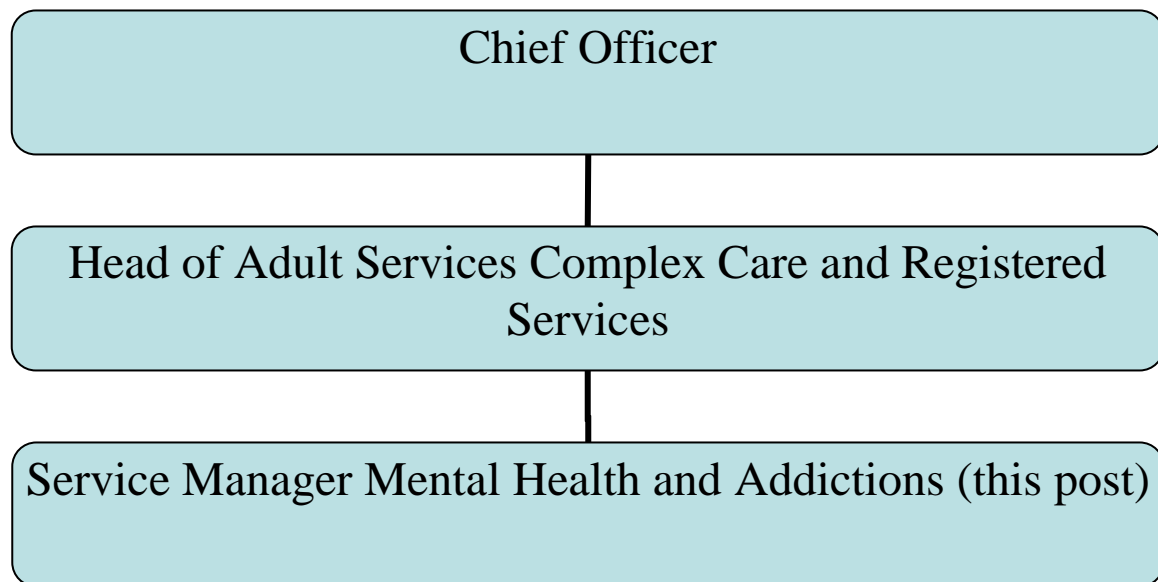 Chief Officer
Head of Adult Services Complex Care and Registered
Services
Service Manager Mental Health and Addictions (this post)